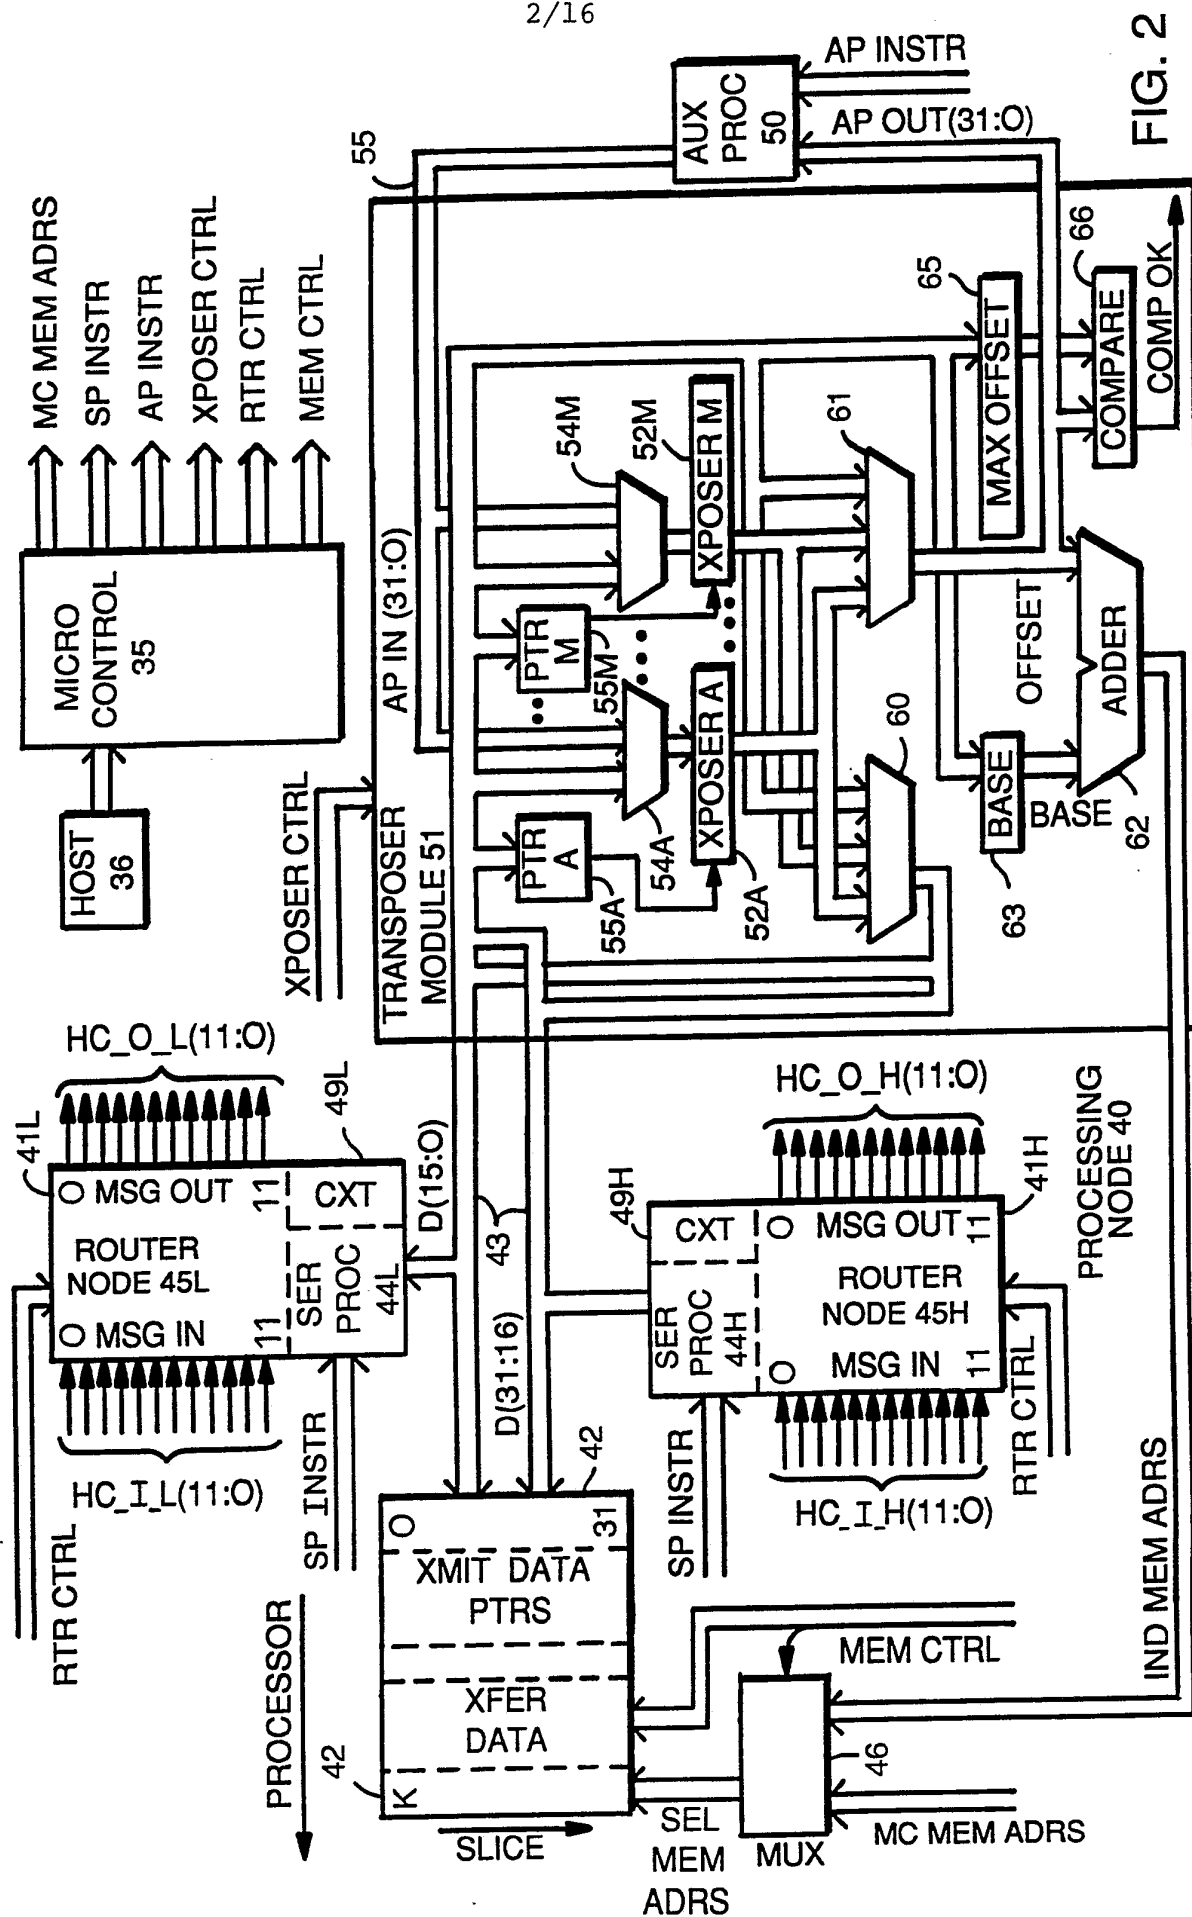 2/16
RTR CTRL
HC_I_L(11:0)
O MSG IN 11
ROUTER
NODE 45L
O MSG OUT 11
41L
HC_O_L(11:0)
SER
PROC
44L
CXT
49L
SP INSTR
HOST
36
MICRO
CONTROL
35
MC MEM ADRS
SP INSTR
AP INSTR
XPOSER CTRL
RTR CTRL
MEM CTRL
PROCESSOR
42
K
XFER
DATA
XMIT DATA
PTRS
O
31
42
SLICE
D(15:0)
43
D(31:16)
XPOSER CTRL
TRANSPOSER
MODULE 51
AP IN (31:0)
55
AUX
PROC
50
AP INSTR
AP OUT(31:0)
PTR
A
55A
54A
XPOSER A
52A
PTR
M
55M
54M
XPOSER M
52M
60
61
MAX OFFSET
65
BASE
63
BASE
OFFSET
ADDER
62
COMPARE
66
COMP OK
SP INSTR
SER
PROC
44H
CXT
49H
O MSG IN 11
ROUTER
NODE 45H
O MSG OUT 11
41H
HC_I_H(11:0)
HC_O_H(11:0)
RTR CTRL
PROCESSING
NODE 40
SEL
MEM
ADRS
MUX
46
MEM CTRL
MC MEM ADRS
IND MEM ADRS
FIG. 2